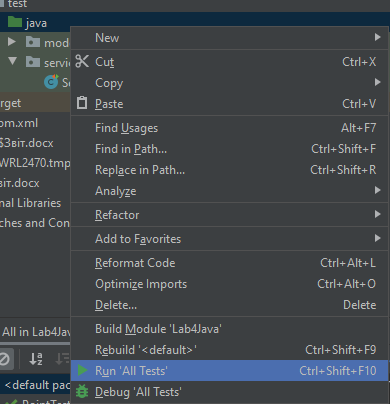 test
java
mod
New
servic
Cut Ctrl+X
Copy
Paste Ctrl+V
Find Usages Alt+F7
Find in Path... Ctrl+Shift+F
Replace in Path... Ctrl+Shift+R
Analyze
Refactor
Add to Favorites
Reformat Code Ctrl+Alt+L
Optimize Imports Ctrl+Alt+O
Delete... Delete
Build Module 'Lab4Java'
Rebuild '<default>' Ctrl+Shift+F9
Run 'All Tests' Ctrl+Shift+F10
Debug 'All Tests'
rget
om.xml
$Звіт.docx
WRL2470.tmp
віт.docx
nal Libraries
ches and Con
All in Lab4Java
<default pac